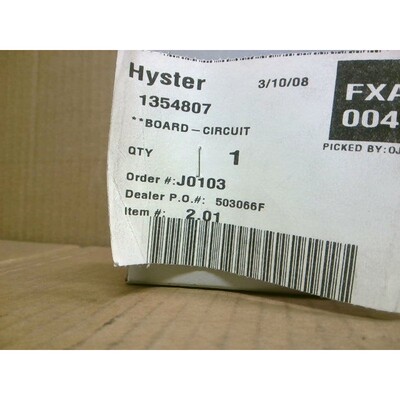 Hyster 3/10/08
1354807
**BOARD-CIRCUIT
QTY 1
Order #:J0103
Dealer P.O.#: 503066F
Item #: 2.01
FXA
004
PICKED BY:OJ